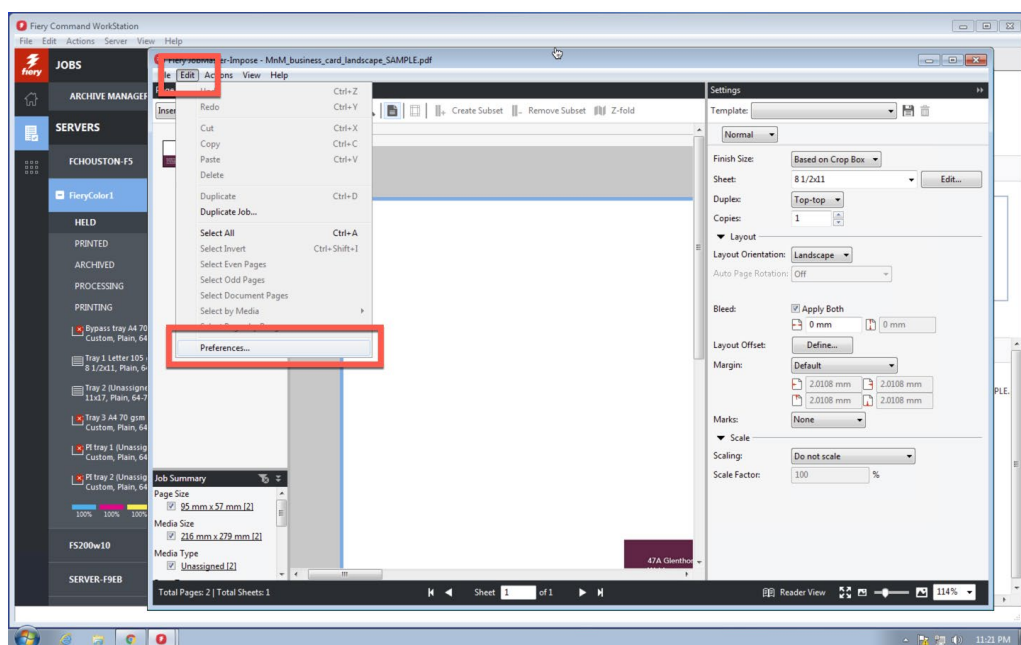 Fiery Command WorkStation
File Edit Actions Server View Help
fiery
JOBS
ARCHIVE MANAGER
SERVERS
FCHOUSTON-F5
FieryColor1
HELD
PRINTED
ARCHIVED
PROCESSING
PRINTING
Bypass tray A4 70
Custom, Plain, 64
Tray 1 Letter 105
8 1/2x11, Plain, 6
Tray 2 (Unassigne
11x17, Plain, 64-7
Tray 3 A4 70 gsm
Custom, Plain, 64
PI tray 1 (Unassig
Custom, Plain, 64
PI tray 2 (Unassig
Custom, Plain, 64
100% 100% 100%
FS200w10
SERVER-F9EB
Fiery JobMaster-Impose - MnM_business_card_landscape_SAMPLE.pdf
File Edit Actions View Help
Ctrl+Z
Redo Ctrl+Y
Cut Ctrl+X
Copy Ctrl+C
Paste Ctrl+V
Delete
Duplicate Ctrl+D
Duplicate Job...
Select All Ctrl+A
Select Invert Ctrl+Shift+I
Select Even Pages
Select Odd Pages
Select Document Pages
Select by Media
Preferences...
Create Subset Remove Subset Z-fold
Job Summary
Page Size
95 mm x 57 mm [2]
Media Size
216 mm x 279 mm [2]
Media Type
Unassigned [2]
47A Glenthor
Total Pages: 2 | Total Sheets: 1
Sheet 1 of 1
Reader View 114%
Settings
Template:
Normal
Finish Size: Based on Crop Box
Sheet: 8 1/2x11 Edit...
Duplex: Top-top
Copies: 1
Layout
Layout Orientation: Landscape
Auto Page Rotation: Off
Bleed: Apply Both
0 mm 0 mm
Layout Offset: Define...
Margin: Default
2.0108 mm 2.0108 mm
2.0108 mm 2.0108 mm
Marks: None
Scale
Scaling: Do not scale
Scale Factor: 100 %
PLE.
11:21 PM